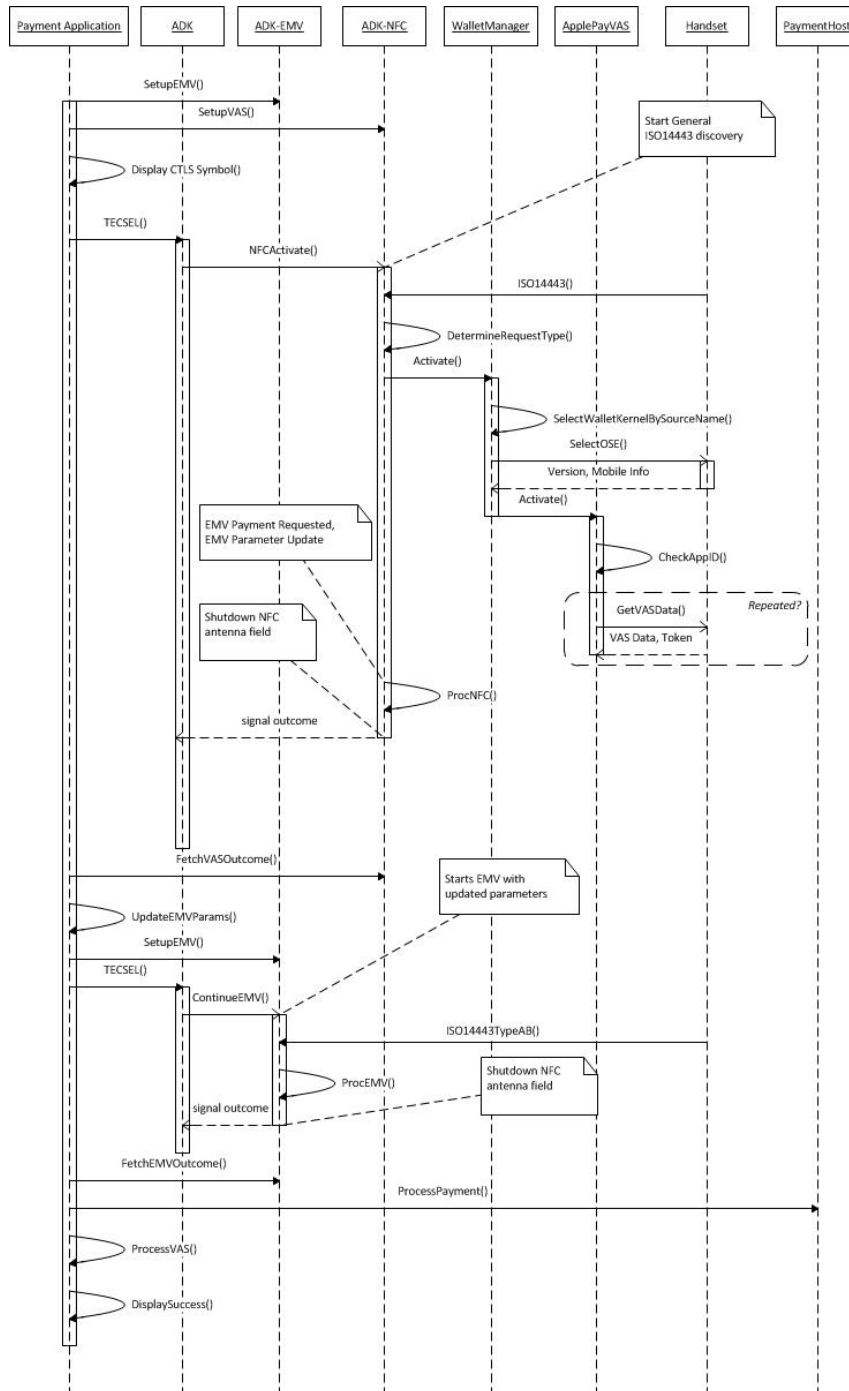 Payment Application
ADK
ADK-EMV
ADK-NFC
WalletManager
ApplePayVAS
Handset
PaymentHost
SetupEMV()
SetupVAS()
Start General
ISO14443 discovery
Display CTLS Symbol()
TECSEL()
NFCActivate()
ISO14443()
DetermineRequestType()
Activate()
SelectWalletKernelBySourceName()
SelectOSE()
Version, Mobile Info
Activate()
EMV Payment Requested,
EMV Parameter Update
CheckAppID()
Repeated?
GetVASData()
Shutdown NFC
antenna field
VAS Data, Token
ProcNFC()
signal outcome
FetchVASOutcome()
Starts EMV with
updated parameters
UpdateEMVParams()
SetupEMV()
TECSEL()
ContinueEMV()
ISO14443TypeAB()
Shutdown NFC
antenna field
ProcEMV()
signal outcome
FetchEMVOutcome()
ProcessPayment()
ProcessVAS()
DisplaySuccess()